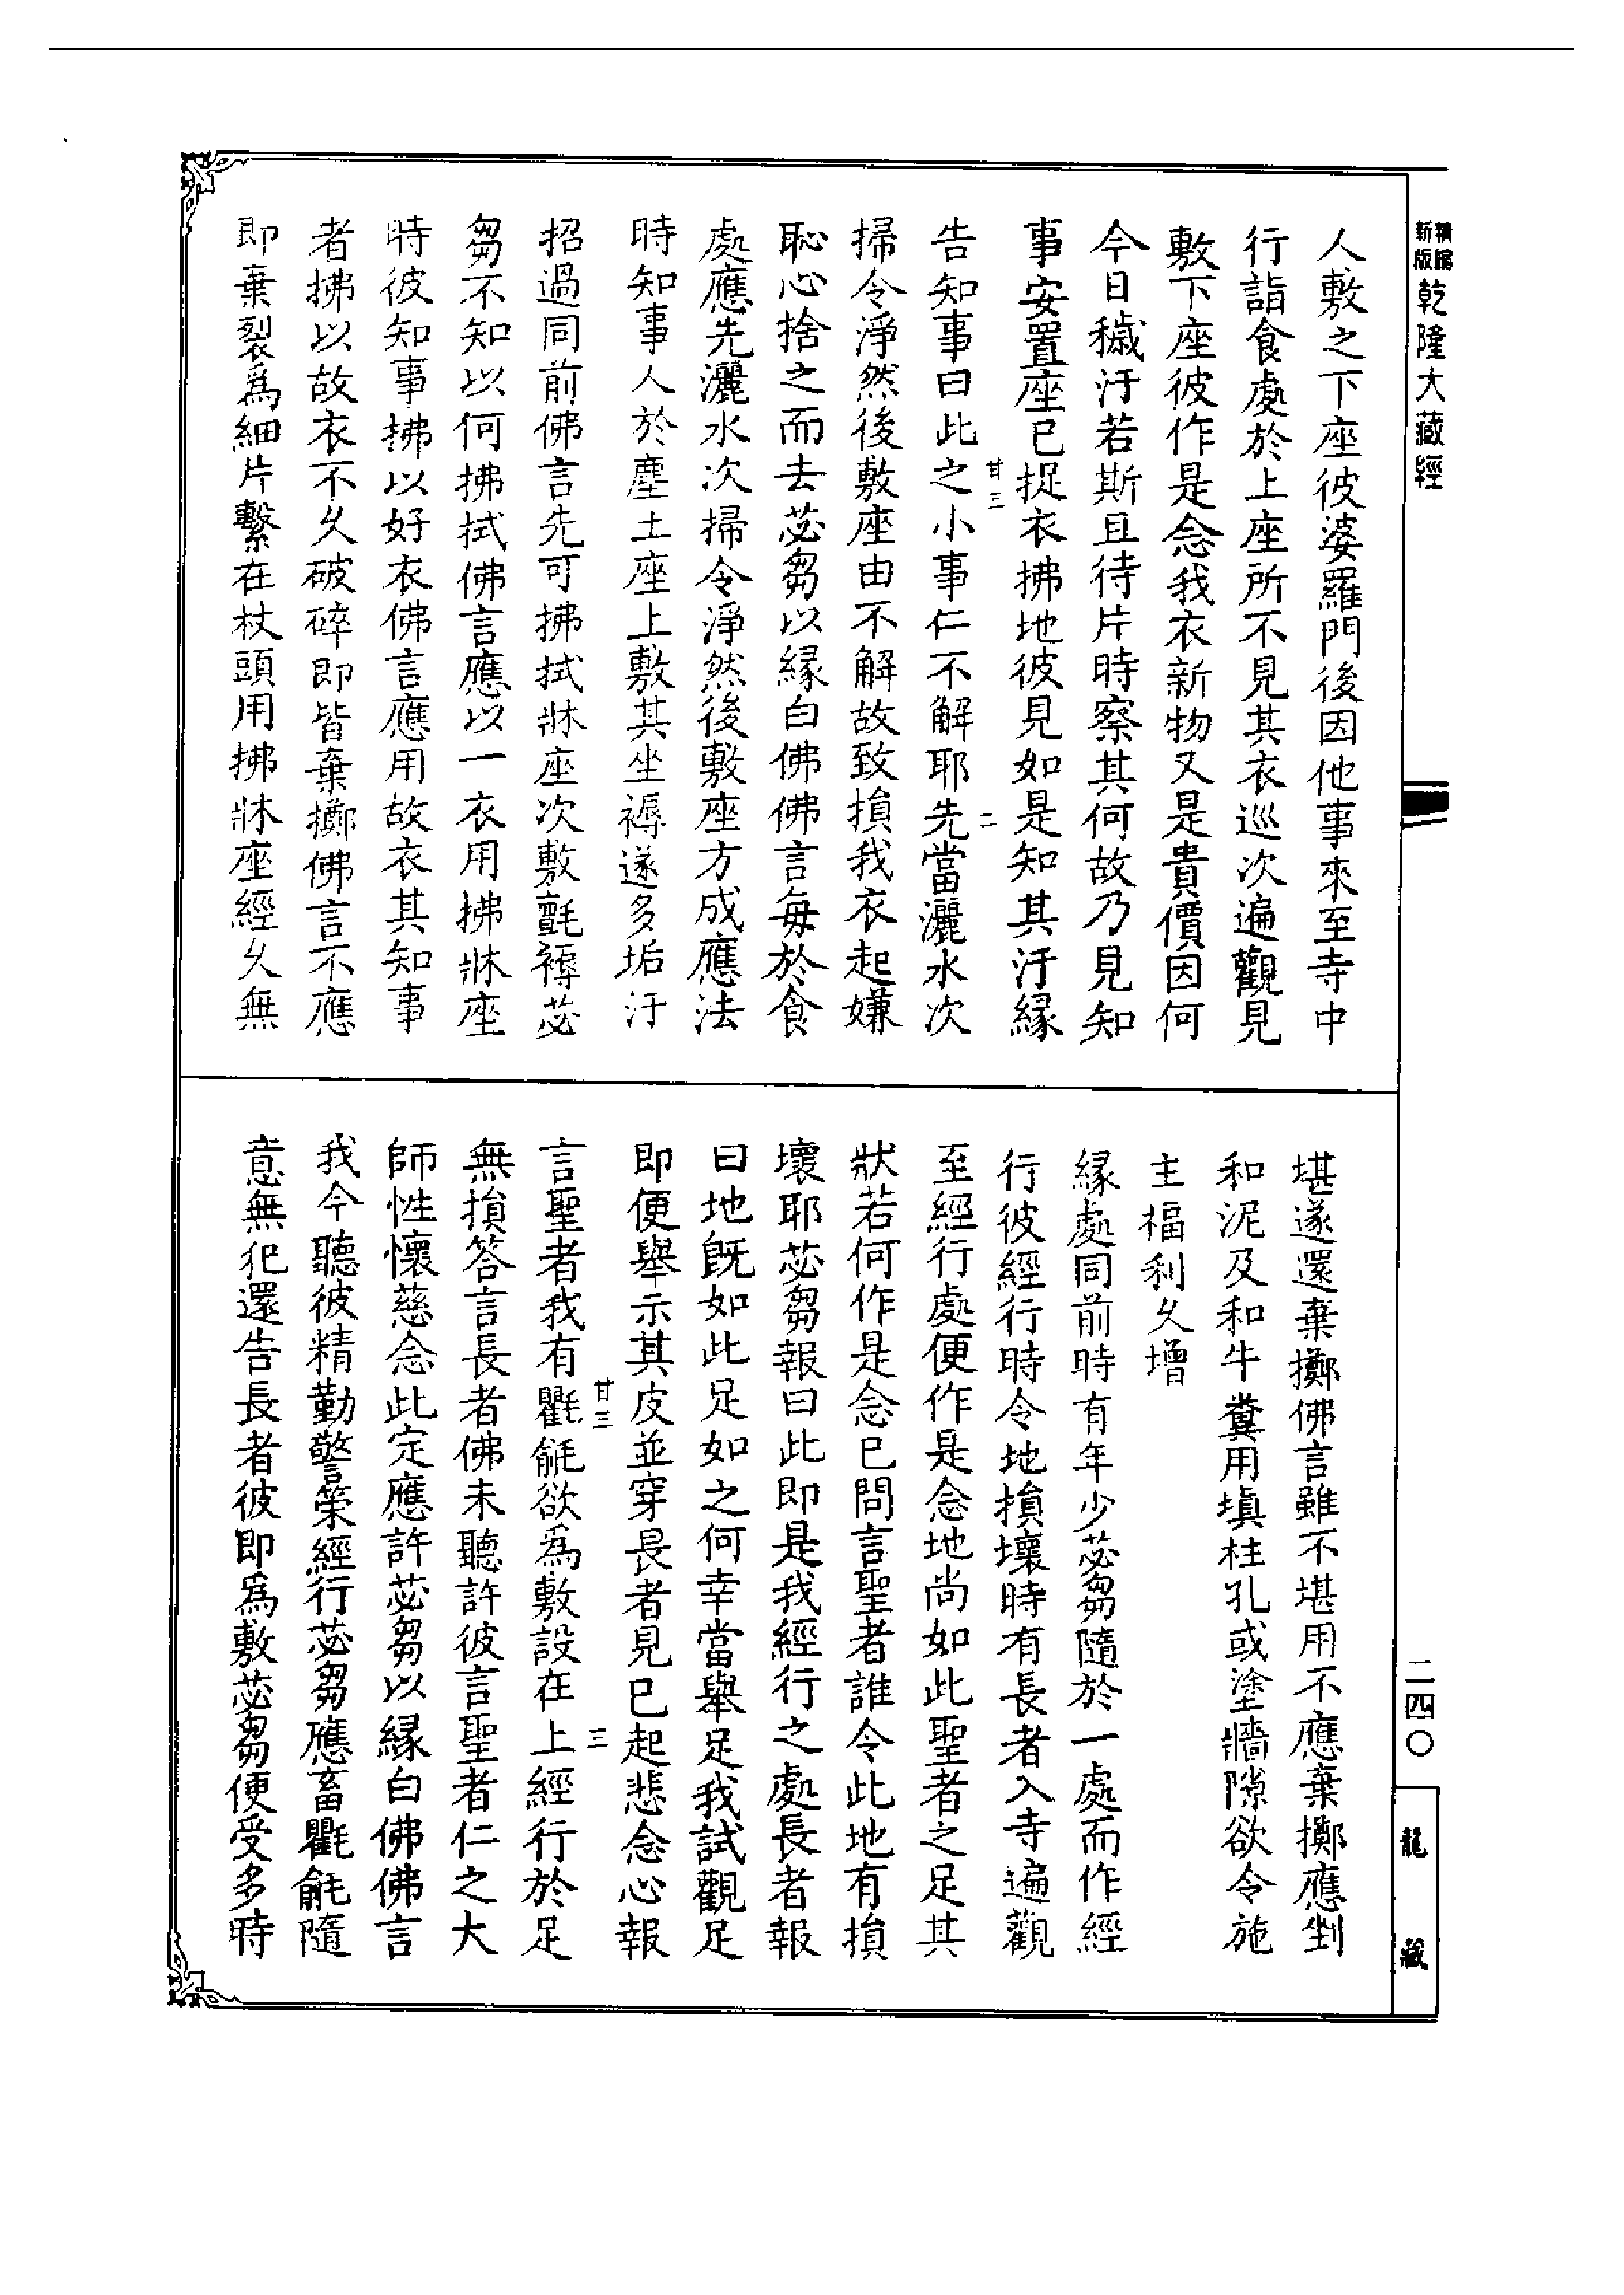 新版精縮乾隆大藏經
人敷之下座彼婆羅門後因他事來至寺中
行詣食處於上座所不見其衣巡次遍觀見
敷下座彼作是念我衣新物又是貴價因何
今日穢汙若斯且待片時察其何故乃見知
事安置座已捉衣拂地彼見如是知其汙緣
甘三 二
告知事曰此之小事仁不解耶先當灑水次
掃令淨然後敷座由不解故致損我衣起嫌
恥心捨之而去苾芻以緣白佛佛言每於食
處應先灑水次掃令淨然後敷座方成應法
時知事人於塵土座上敷其坐褥遂多垢汙
招過同前佛言先可拂拭牀座次敷氈褥苾
芻不知以何拂拭佛言應以一衣用拂牀座
時彼知事拂以好衣佛言應用故衣其知事
者拂以故衣不久破碎即皆棄擲佛言不應
即棄裂為細片繫在杖頭用拂牀座經久無
堪遂還棄擲佛言雖不堪用不應棄擲應剉
和泥及和牛糞用填柱孔或塗牆隙欲令施
主福利久增
緣處同前時有年少苾芻隨於一處而作經
行彼經行時令地損壞時有長者入寺遍觀
至經行處便作是念地尚如此聖者之足其
狀若何作是念已問言聖者誰令此地有損
壞耶苾芻報曰此即是我經行之處長者報
曰地既如此足如之何幸當舉足我試觀足
即便舉示其皮並穿長者見已起悲念心報
甘三 三
言聖者我有氍毹欲為敷設在上經行於足
無損答言長者佛未聽許彼言聖者仁之大
師性懷慈念此定應許苾芻以緣白佛佛言
我今聽彼精勤警策經行苾芻應畜氍毹隨
意無犯還告長者彼即為敷苾芻便受多時
二四〇
龍藏